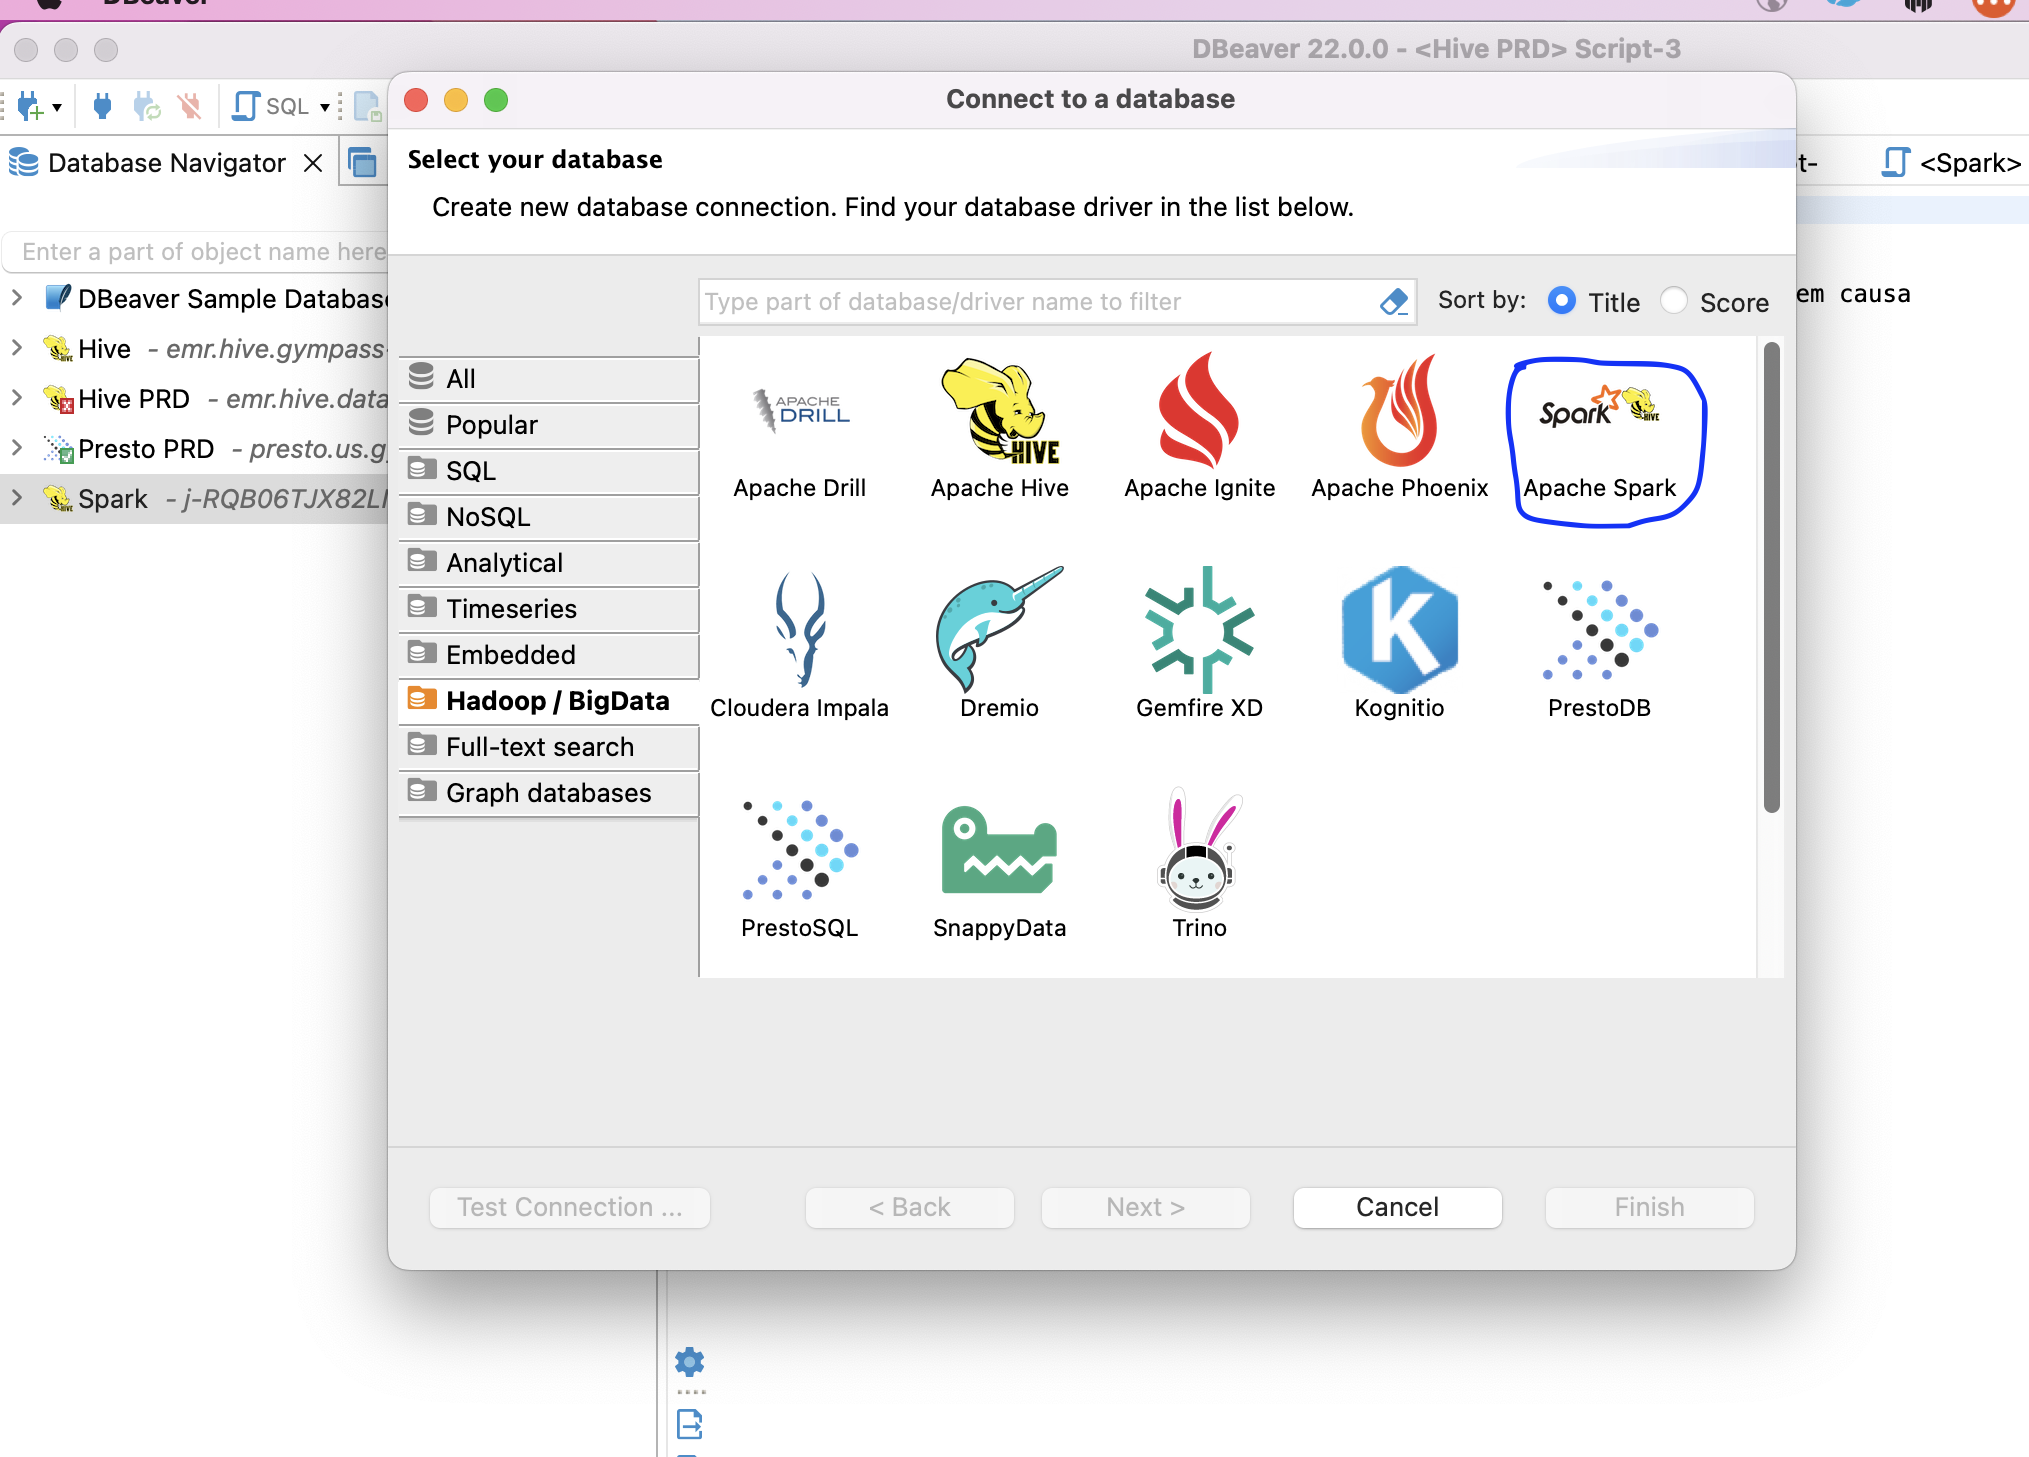 DBeaver
DBeaver 22.0.0 - <Hive PRD> Script-3
SQL
Connect to a database
Database Navigator
Select your database
Create new database connection. Find your database driver in the list below.
t-
<Spark>
Enter a part of object name here
Type part of database/driver name to filter
Sort by:
Title
Score
em causa
DBeaver Sample Databas
Hive - emr.hive.gympass-
Hive PRD - emr.hive.data
Presto PRD - presto.us.g
Spark - j-RQB06TJX82L
All
Popular
SQL
NoSQL
Analytical
Timeseries
Embedded
Hadoop / BigData
Full-text search
Graph databases
APACHE
DRILL
HIVE
Spark
HIVE
Apache Drill
Apache Hive
Apache Ignite
Apache Phoenix
Apache Spark
K
Cloudera Impala
Dremio
Gemfire XD
Kognitio
PrestoDB
PrestoSQL
SnappyData
Trino
Test Connection ...
< Back
Next >
Cancel
Finish